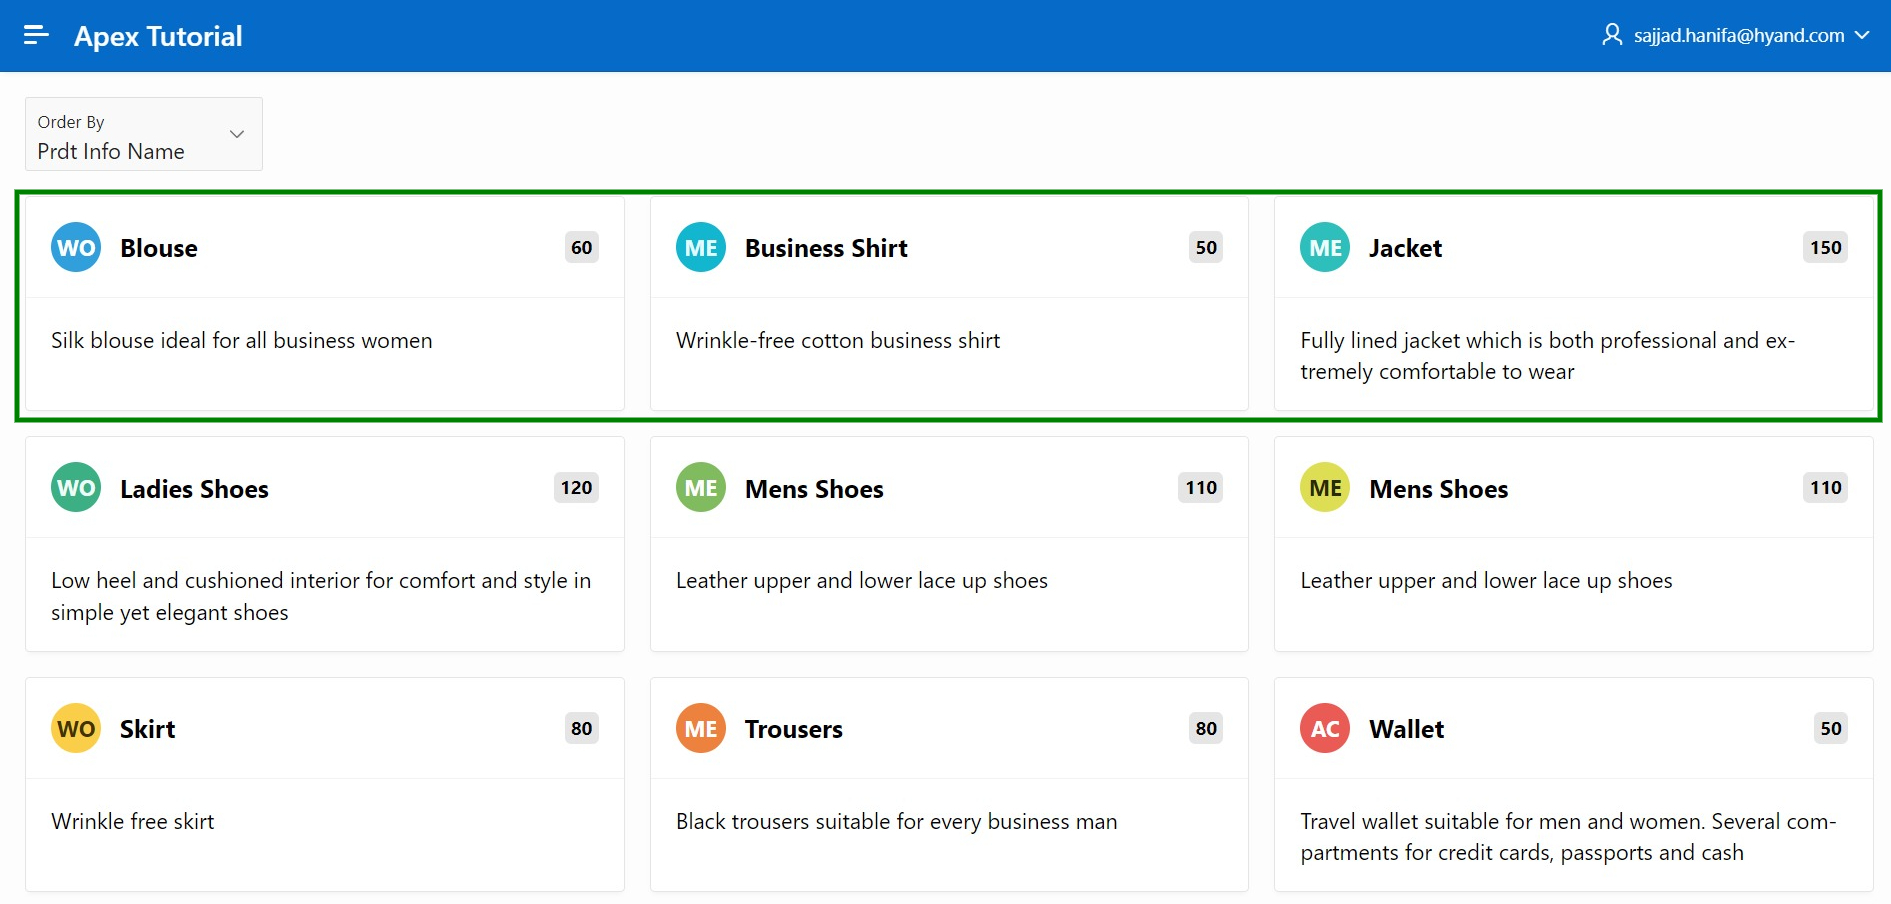 Apex Tutorial
sajjad.hanifa@hyand.com
Order By
Prdt Info Name
WO Blouse 60
Silk blouse ideal for all business women
ME Business Shirt 50
Wrinkle-free cotton business shirt
ME Jacket 150
Fully lined jacket which is both professional and ex-
tremely comfortable to wear
WO Ladies Shoes 120
Low heel and cushioned interior for comfort and style in
simple yet elegant shoes
ME Mens Shoes 110
Leather upper and lower lace up shoes
ME Mens Shoes 110
Leather upper and lower lace up shoes
WO Skirt 80
Wrinkle free skirt
ME Trousers 80
Black trousers suitable for every business man
AC Wallet 50
Travel wallet suitable for men and women. Several com-
partments for credit cards, passports and cash